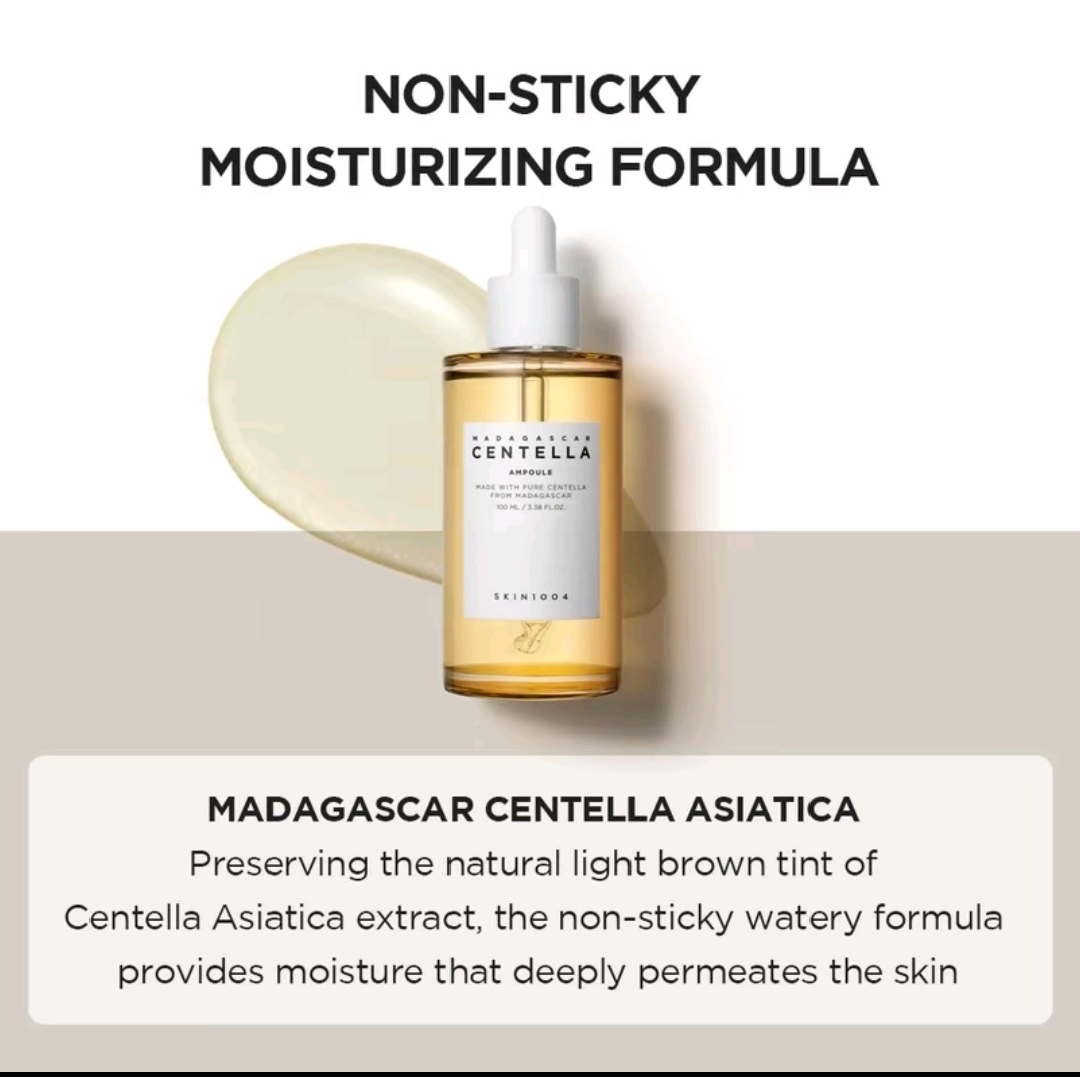 NON-STICKY
MOISTURIZING FORMULA
MADAGASCAR
CENTELLA
AMPOULE
MADE WITH PURE CENTELLA
FROM MADAGASCAR
100 ML / 3.38 FL.OZ.
SKIN1004
MADAGASCAR CENTELLA ASIATICA
Preserving the natural light brown tint of
Centella Asiatica extract, the non-sticky watery formula
provides moisture that deeply permeates the skin